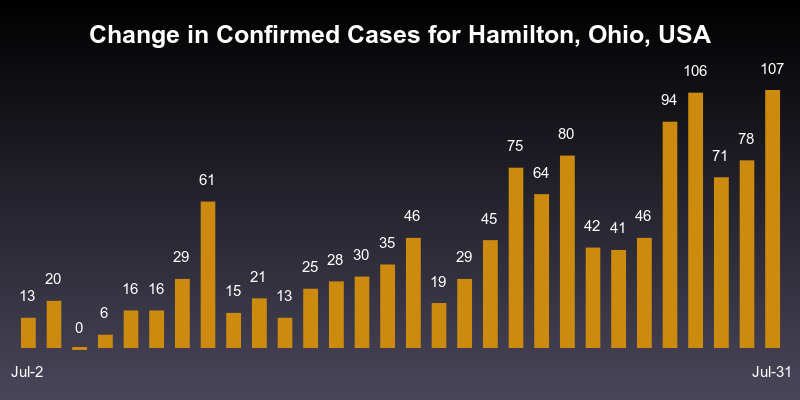 Change in Confirmed Cases for Hamilton, Ohio, USA
13 20 0 6 16 16 29 61 15 21 13 25 28 30 35 46 19 29 45 75 64 80 42 41 46 94 106 71 78 107
Jul-2 Jul-31